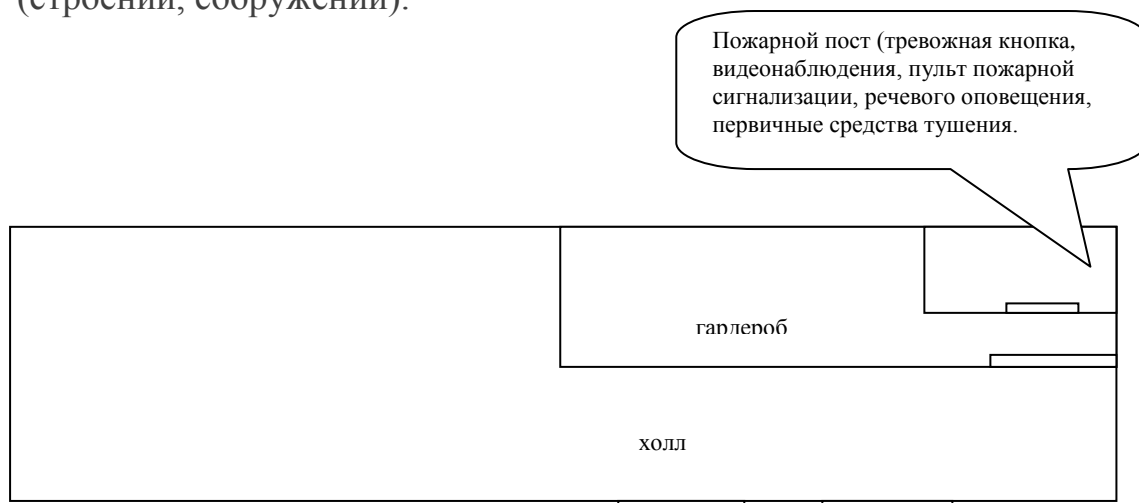 (строений, сооружений).
Пожарной пост (тревожная кнопка,
видеонаблюдения, пульт пожарной
сигнализации, речевого оповещения,
первичные средства тушения.
гардероб
холл